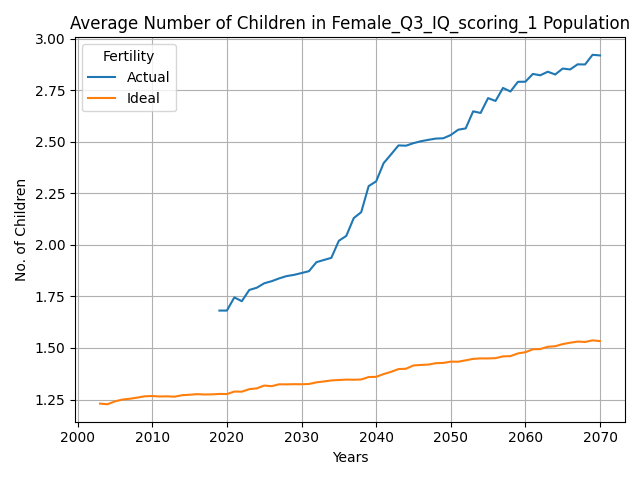 Average Number of Children in Female_Q3_IQ_scoring_1 Population
3.00
2.75
2.50
2.25
2.00
1.75
1.50
1.25
No. of Children
Fertility
Actual
Ideal
2000 2010 2020 2030 2040 2050 2060 2070
Years